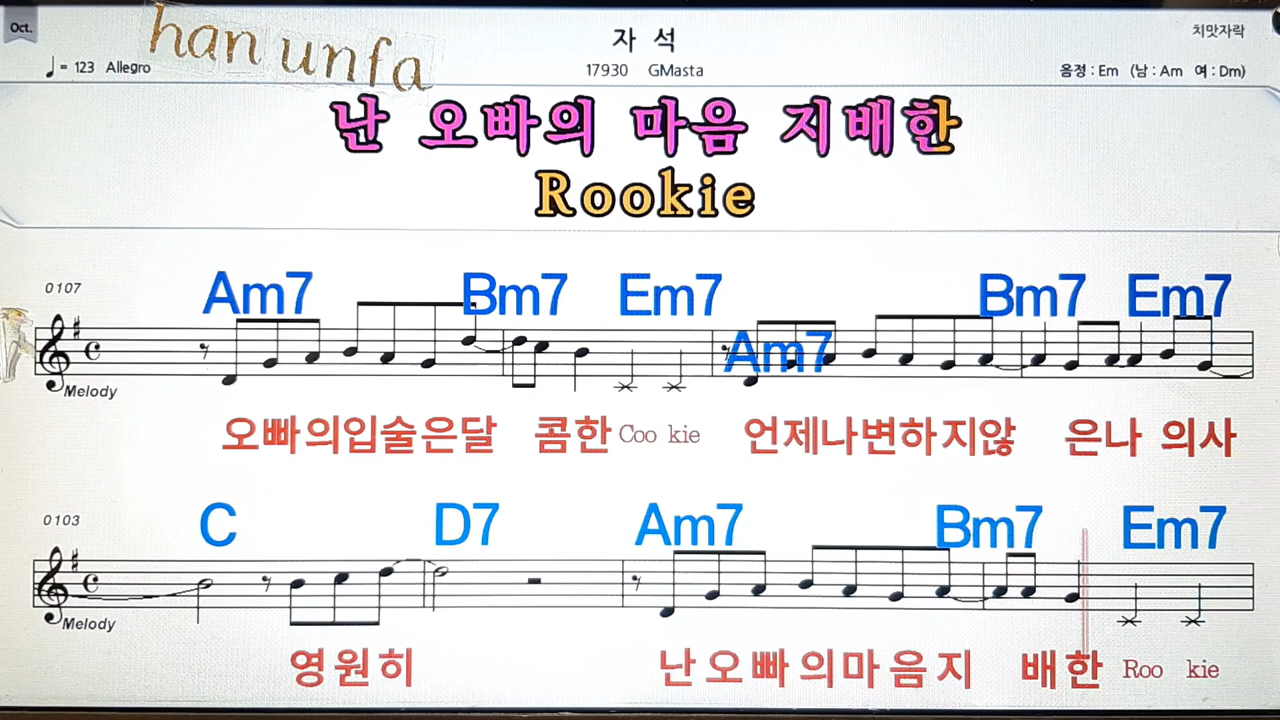 Oct.
han unfa
자 석
치맛자락
♩= 123 Allegro
17930 GMasta
음정 : Em (남 : Am 여 : Dm)
난 오빠의 마음 지배한
Rookie
0107
Am7 Bm7 Em7 Am7 Bm7 Em7
Melody
오빠의입술은달 콤한 Coo kie 언제나변하지않 은나 의사
0103
C D7 Am7 Bm7 Em7
Melody
영원히 난오빠의마음지 배한 Roo kie